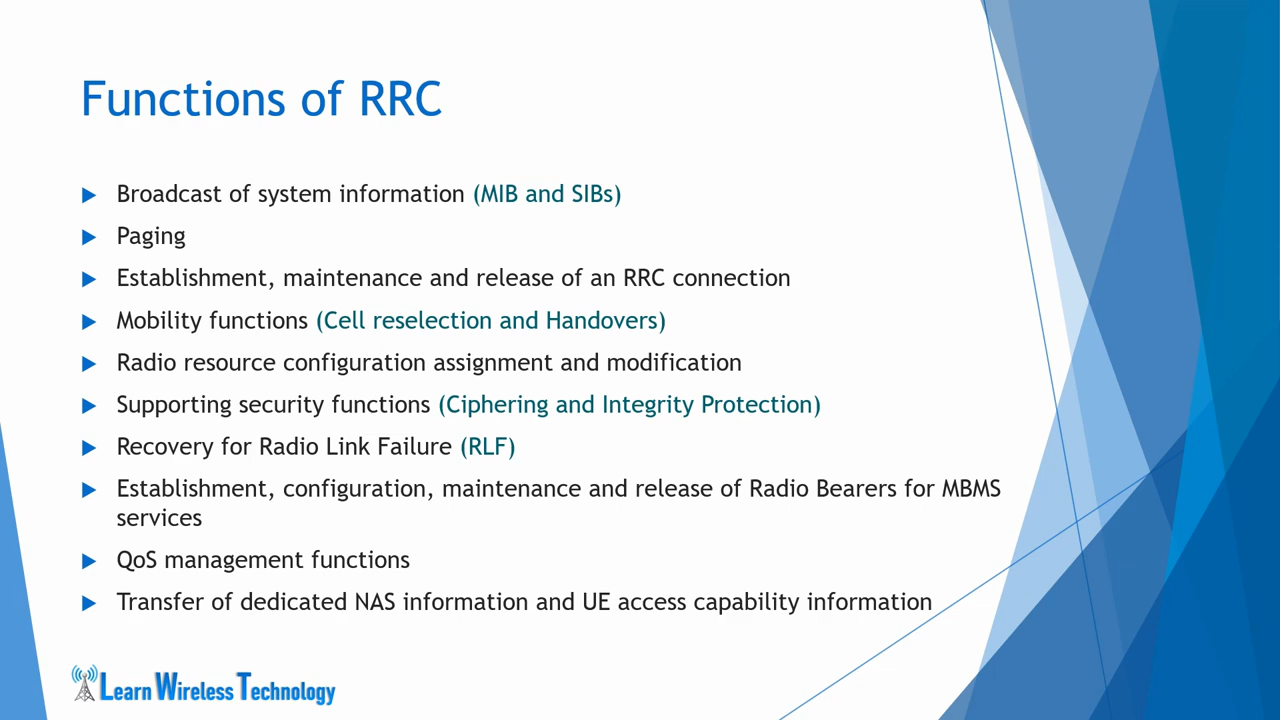 Functions of RRC
Broadcast of system information (MIB and SIBs)
Paging
Establishment, maintenance and release of an RRC connection
Mobility functions (Cell reselection and Handovers)
Radio resource configuration assignment and modification
Supporting security functions (Ciphering and Integrity Protection)
Recovery for Radio Link Failure (RLF)
Establishment, configuration, maintenance and release of Radio Bearers for MBMS
services
QoS management functions
Transfer of dedicated NAS information and UE access capability information
Learn Wireless Technology